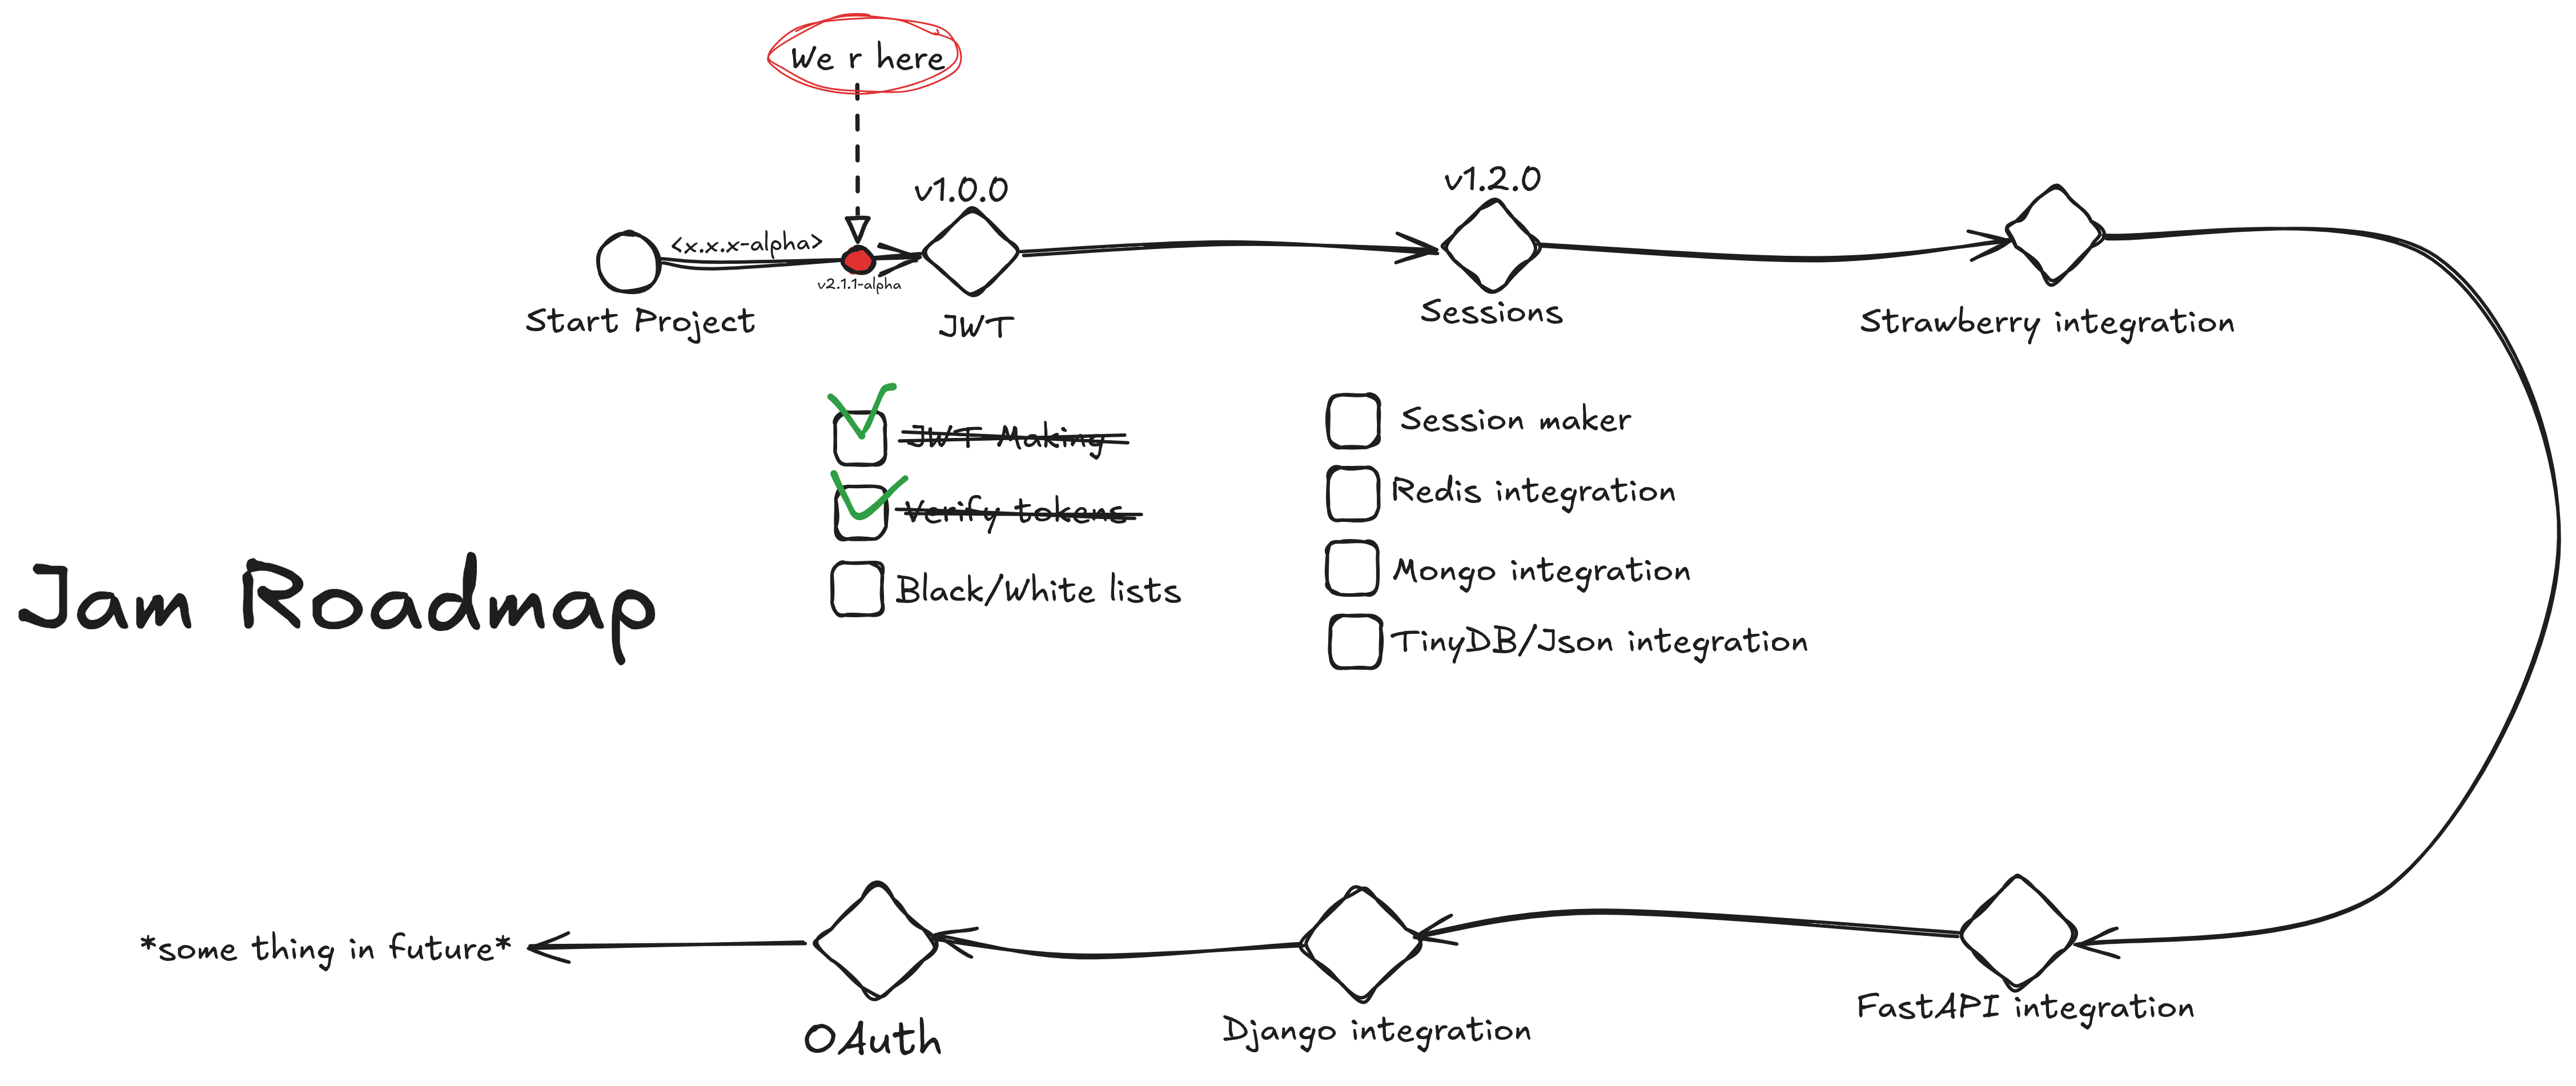 We r here
v1.0.0
v1.2.0
<x.x.x-alpha>
v2.1.1-alpha
Start Project
JWT
Sessions
Strawberry integration
JWT Making
Verify tokens
Black/White lists
Session maker
Redis integration
Mongo integration
TinyDB/Json integration
Jam Roadmap
FastAPI integration
Django integration
OAuth
*some thing in future*